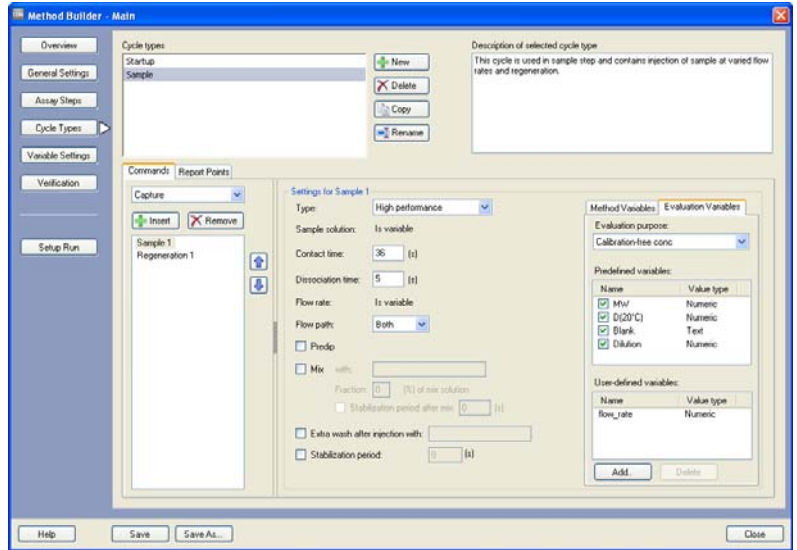 Method Builder - Main
Overview
General Settings
Assay Steps
Cycle Types
Variable Settings
Verification
Setup Run
Cycle types
Startup
Sample
New
Delete
Copy
Rename
Description of selected cycle type
This cycle is used in sample step and contains injection of sample at varied flow
rates and regeneration.
Commands Report Points
Capture
Insert Remove
Sample 1
Regeneration 1
Settings for Sample 1
Type: High performance
Sample solution: Is variable
Contact time: 36 (s)
Dissociation time: 5 (s)
Flow rate: Is variable
Flow path: Both
Predip
Mix with:
Fraction: 0 (%) of mix solution
Stabilization period after mix: 0 (s)
Extra wash after injection with:
Stabilization period: 0 (s)
Method Variables Evaluation Variables
Evaluation purpose:
Calibration-free conc
Predefined variables:
Name Value type
MW Numeric
D(20°C) Numeric
Blank Text
Dilution Numeric
User-defined variables:
Name Value type
flow_rate Numeric
Add.. Delete
Help Save Save As... Close